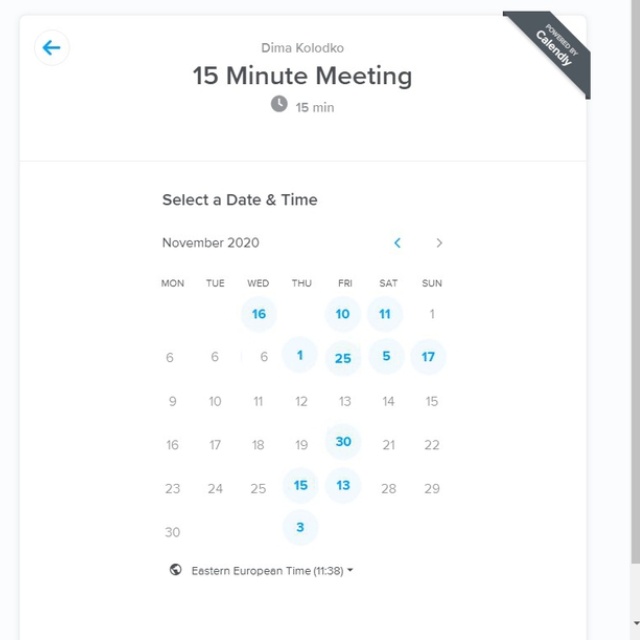 POWERED BY
Calendly
Dima Kolodko
15 Minute Meeting
15 min
Select a Date & Time
November 2020
MON TUE WED THU FRI SAT SUN
16 10 11 1
6 6 6 1 25 5 17
9 10 11 12 13 14 15
16 17 18 19 30 21 22
23 24 25 15 13 28 29
30 3
Eastern European Time (11:38)